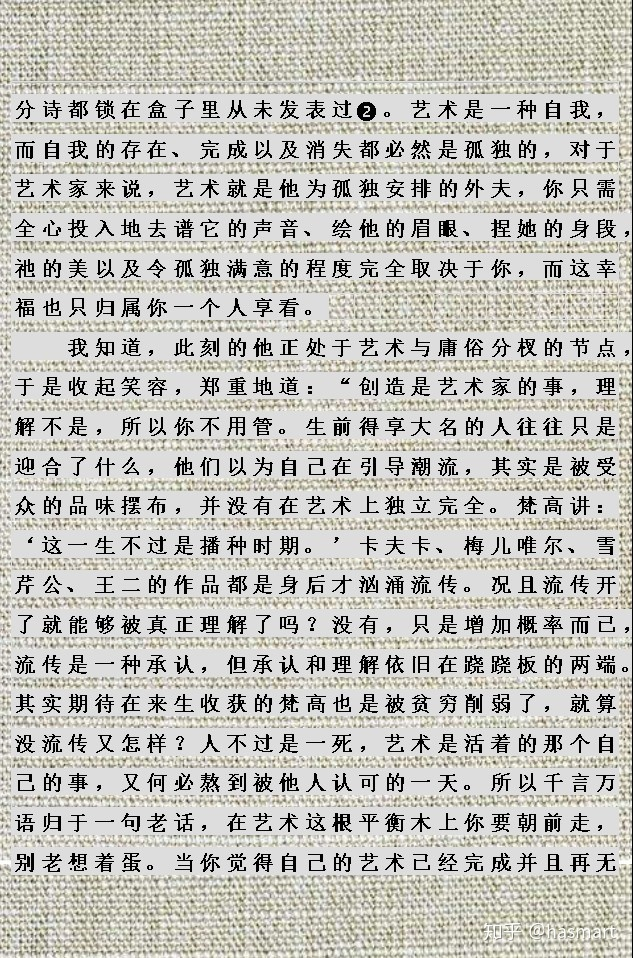 分诗都锁在盒子里从未发表过❷。艺术是一种自我，
而自我的存在、完成以及消失都必然是孤独的，对于
艺术家来说，艺术就是他为孤独安排的外夫，你只需
全心投入地去谱它的声音、绘他的眉眼、捏她的身段，
祂的美以及令孤独满意的程度完全取决于你，而这幸
福也只归属你一个人享看。
我知道，此刻的他正处于艺术与庸俗分杈的节点，
于是收起笑容，郑重地道：“创造是艺术家的事，理
解不是，所以你不用管。生前得享大名的人往往只是
迎合了什么，他们以为自己在引导潮流，其实是被受
众的品味摆布，并没有在艺术上独立完全。梵高讲：
‘这一生不过是播种时期。’卡夫卡、梅儿唯尔、雪
芹公、王二的作品都是身后才汹涌流传。况且流传开
了就能够被真正理解了吗？没有，只是增加概率而已，
流传是一种承认，但承认和理解依旧在跷跷板的两端。
其实期待在来生收获的梵高也是被贫穷削弱了，就算
没流传又怎样？人不过是一死，艺术是活着的那个自
己的事，又何必熬到被他人认可的一天。所以千言万
语归于一句老话，在艺术这根平衡木上你要朝前走，
别老想着蛋。当你觉得自己的艺术已经完成并且再无
知乎 @hasmart